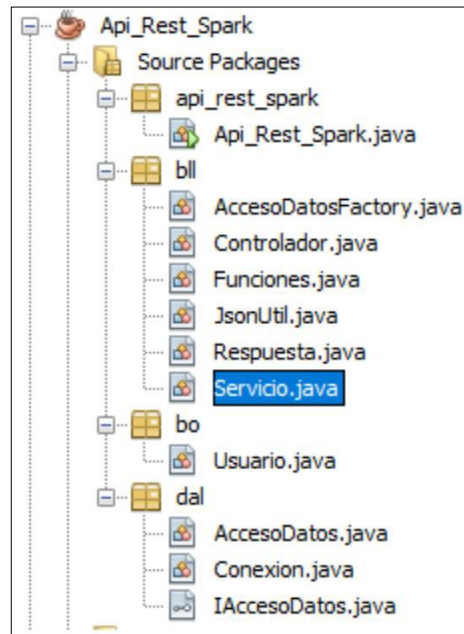 Api_Rest_Spark
Source Packages
api_rest_spark
Api_Rest_Spark.java
bll
AccesoDatosFactory.java
Controlador.java
Funciones.java
JsonUtil.java
Respuesta.java
Servicio.java
bo
Usuario.java
dal
AccesoDatos.java
Conexion.java
IAccesoDatos.java